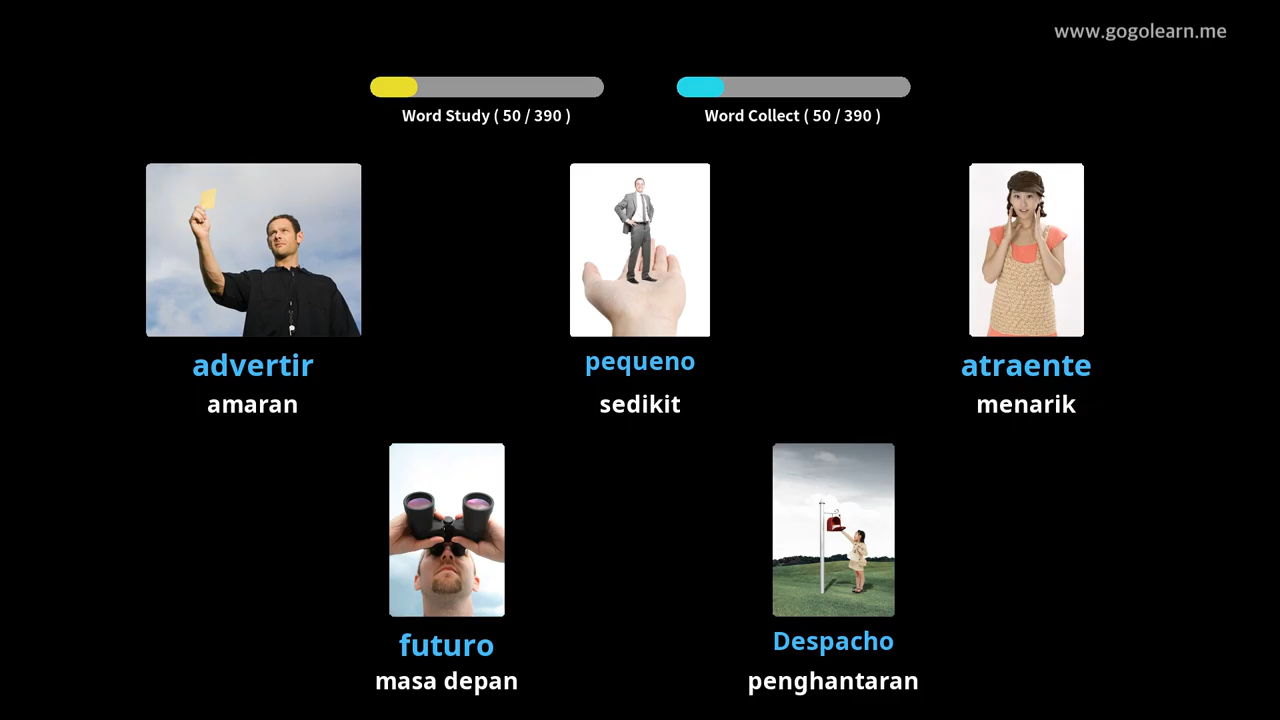 www.gogolearn.me
Word Study ( 50 / 390 )
Word Collect ( 50 / 390 )
advertir
amaran
pequeno
sedikit
atraente
menarik
futuro
masa depan
Despacho
penghantaran